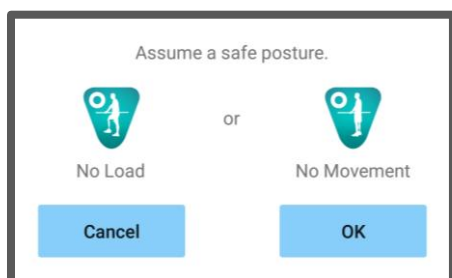 Assume a safe posture.
or
No Load
No Movement
Cancel
OK